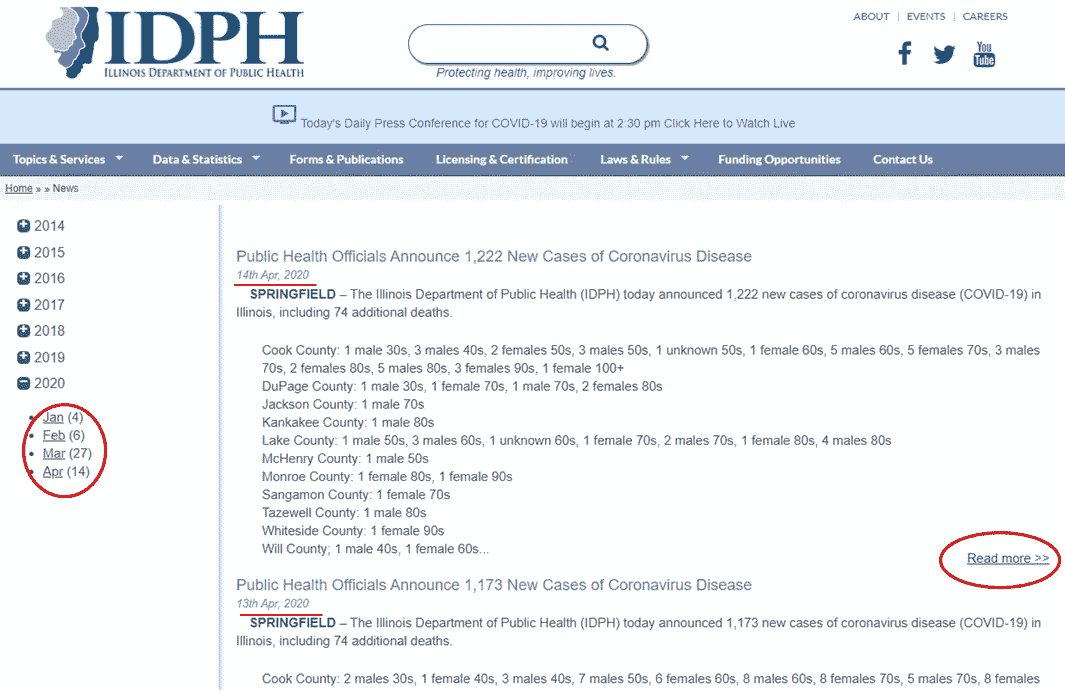 IDPH
ILLINOIS DEPARTMENT OF PUBLIC HEALTH
Protecting health, improving lives.
ABOUT | EVENTS | CAREERS
You
Tube
Today's Daily Press Conference for COVID-19 will begin at 2:30 pm Click Here to Watch Live
Topics & Services Data & Statistics Forms & Publications Licensing & Certification Laws & Rules Funding Opportunities Contact Us
Home » » News
2014
2015
2016
2017
2018
2019
2020
• Jan (4)
• Feb (6)
• Mar (27)
• Apr (14)
Public Health Officials Announce 1,222 New Cases of Coronavirus Disease
14th Apr, 2020
SPRINGFIELD – The Illinois Department of Public Health (IDPH) today announced 1,222 new cases of coronavirus disease (COVID-19) in
Illinois, including 74 additional deaths.
Cook County: 1 male 30s, 3 males 40s, 2 females 50s, 3 males 50s, 1 unknown 50s, 1 female 60s, 5 males 60s, 5 females 70s, 3 males
70s, 2 females 80s, 5 males 80s, 3 females 90s, 1 female 100+
DuPage County: 1 male 30s, 1 female 70s, 1 male 70s, 2 females 80s
Jackson County: 1 male 70s
Kankakee County: 1 male 80s
Lake County: 1 male 50s, 3 males 60s, 1 unknown 60s, 1 female 70s, 2 males 70s, 1 female 80s, 4 males 80s
McHenry County: 1 male 50s
Monroe County: 1 female 80s, 1 female 90s
Sangamon County: 1 female 70s
Tazewell County: 1 male 80s
Whiteside County: 1 female 90s
Will County; 1 male 40s, 1 female 60s...
Read more >>
Public Health Officials Announce 1,173 New Cases of Coronavirus Disease
13th Apr, 2020
SPRINGFIELD – The Illinois Department of Public Health (IDPH) today announced 1,173 new cases of coronavirus disease (COVID-19) in
Illinois, including 74 additional deaths.
Cook County: 2 males 30s, 1 female 40s, 3 males 40s, 7 males 50s, 6 females 60s, 8 males 60s, 8 females 70s, 5 males 70s, 8 females